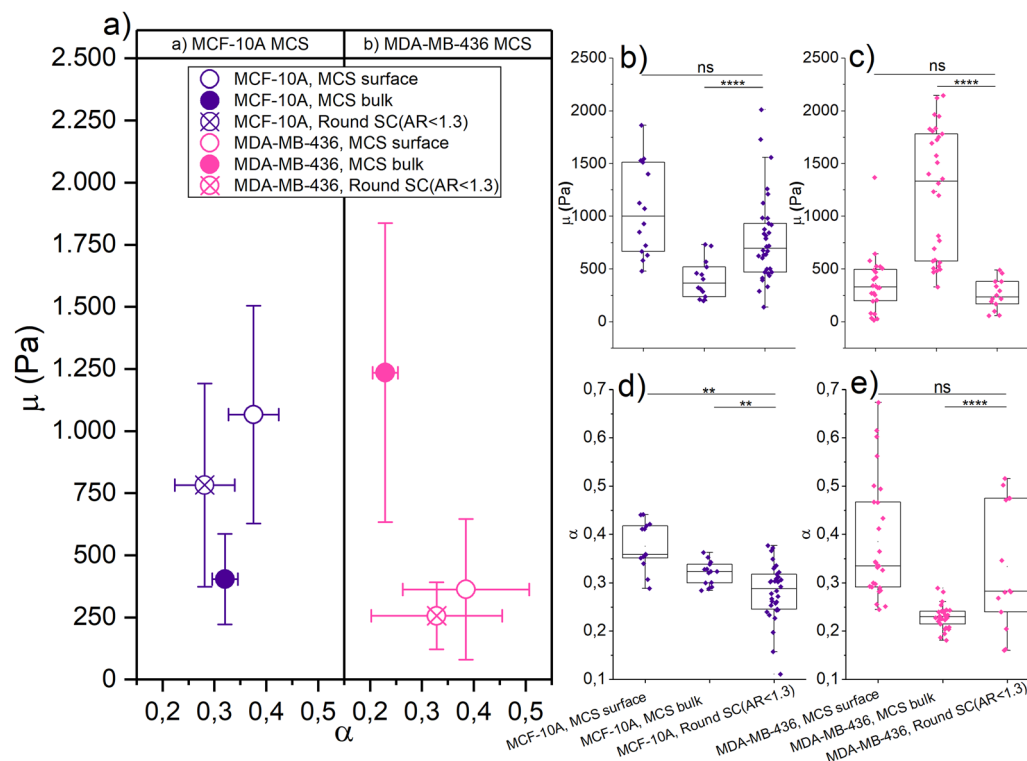 a)
a) MCF-10A MCS
b) MDA-MB-436 MCS
MCF-10A, MCS surface
MCF-10A, MCS bulk
MCF-10A, Round SC(AR<1.3)
MDA-MB-436, MCS surface
MDA-MB-436, MCS bulk
MDA-MB-436, Round SC(AR<1.3)
2.500
2.250
2.000
1.750
1.500
1.250
1.000
750
500
250
0
μ (Pa)
0,2 0,3 0,4 0,5
0,2 0,3 0,4 0,5
α
b)
ns
****
2500
2000
1500
1000
500
0
μ (Pa)
c)
ns
****
2500
2000
1500
1000
500
0
μ (Pa)
d)
**
**
0,7
0,6
0,5
0,4
0,3
0,2
0,1
α
MCF-10A, MCS surface
MCF-10A, MCS bulk
MCF-10A, Round SC(AR<1.3)
e)
ns
****
0,7
0,6
0,5
0,4
0,3
0,2
0,1
α
MDA-MB-436, MCS surface
MDA-MB-436, MCS bulk
MDA-MB-436, Round SC(AR<1.3)